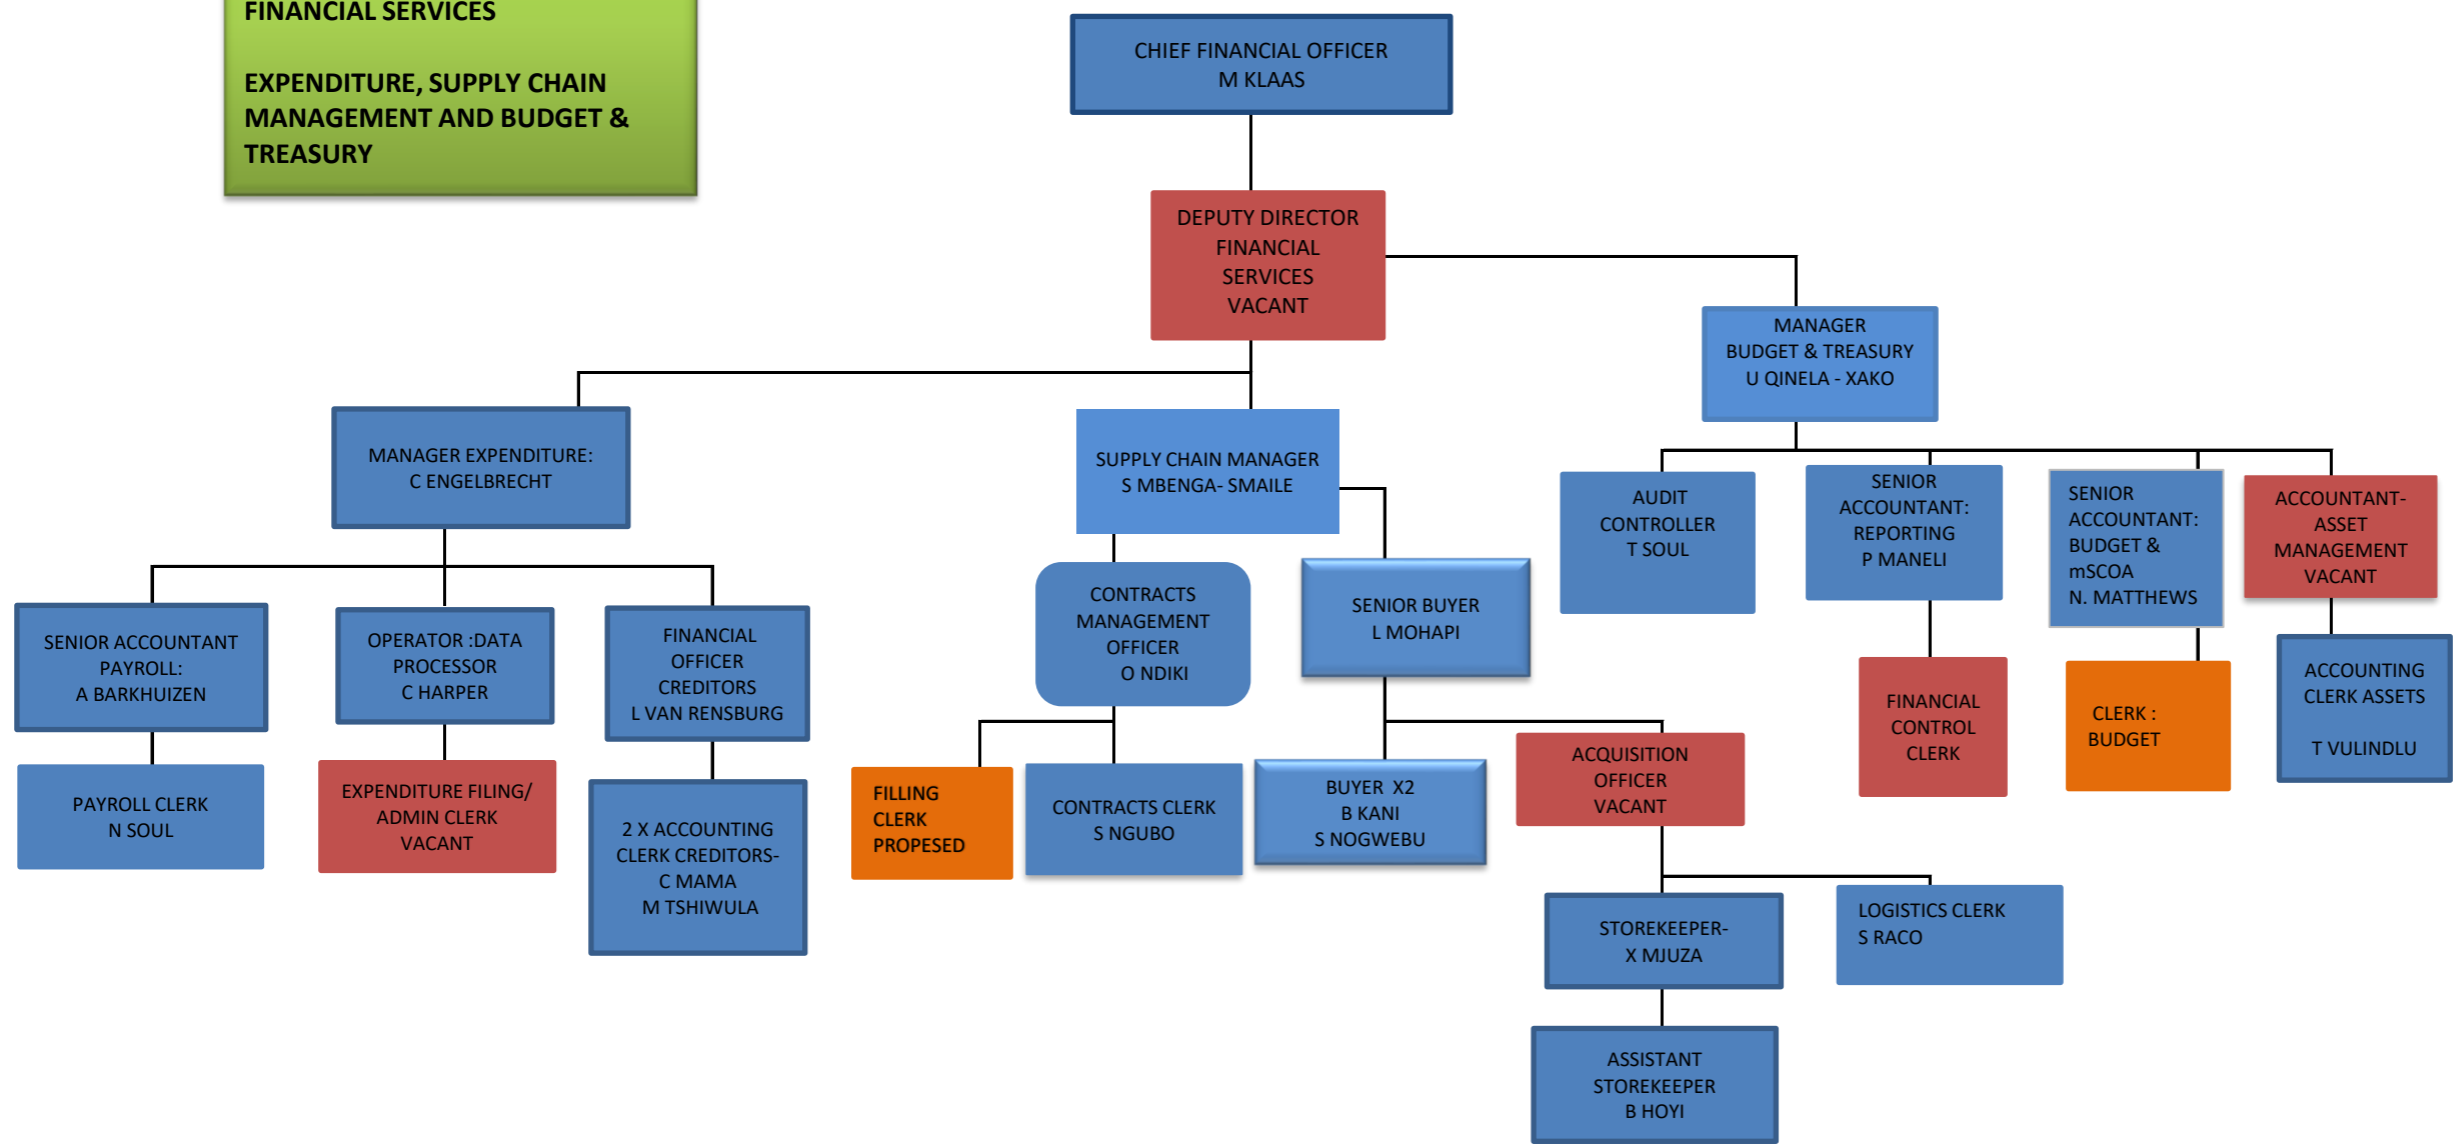 FINANCIAL SERVICES
EXPENDITURE, SUPPLY CHAIN
MANAGEMENT AND BUDGET &
TREASURY
CHIEF FINANCIAL OFFICER
M KLAAS
DEPUTY DIRECTOR
FINANCIAL
SERVICES
VACANT
MANAGER
BUDGET & TREASURY
U QINELA - XAKO
MANAGER EXPENDITURE:
C ENGELBRECHT
SUPPLY CHAIN MANAGER
S MBENGA- SMAILE
AUDIT
CONTROLLER
T SOUL
SENIOR
ACCOUNTANT:
REPORTING
P MANELI
SENIOR
ACCOUNTANT:
BUDGET &
mSCOA
N. MATTHEWS
ACCOUNTANT-
ASSET
MANAGEMENT
VACANT
SENIOR ACCOUNTANT
PAYROLL:
A BARKHUIZEN
OPERATOR :DATA
PROCESSOR
C HARPER
FINANCIAL
OFFICER
CREDITORS
L VAN RENSBURG
CONTRACTS
MANAGEMENT
OFFICER
O NDIKI
SENIOR BUYER
L MOHAPI
FINANCIAL
CONTROL
CLERK
CLERK :
BUDGET
ACCOUNTING
CLERK ASSETS
T VULINDLU
PAYROLL CLERK
N SOUL
EXPENDITURE FILING/
ADMIN CLERK
VACANT
2 X ACCOUNTING
CLERK CREDITORS-
C MAMA
M TSHIWULA
FILLING
CLERK
PROPESED
CONTRACTS CLERK
S NGUBO
BUYER  X2
B KANI
S NOGWEBU
ACQUISITION
OFFICER
VACANT
STOREKEEPER-
X MJUZA
LOGISTICS CLERK
S RACO
ASSISTANT
STOREKEEPER
B HOYI